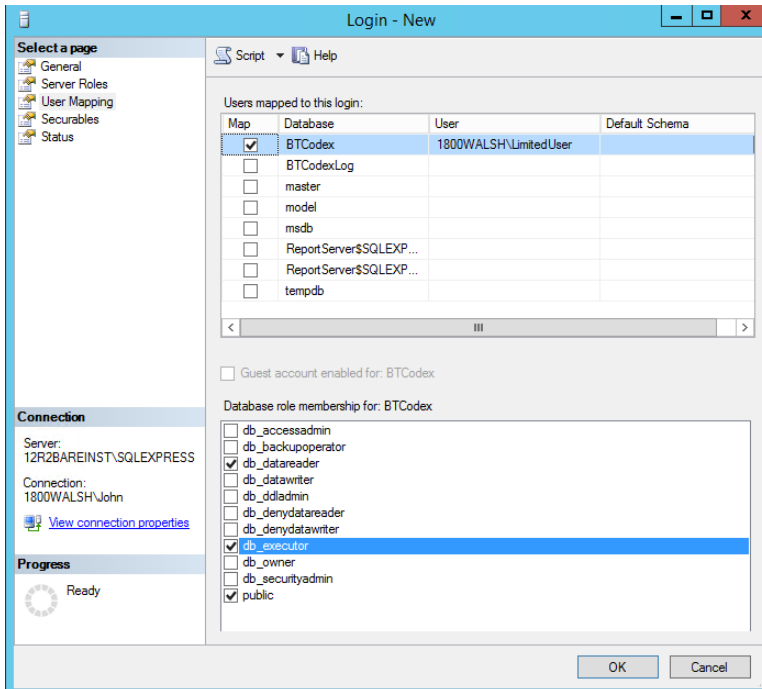 Login - New
Select a page
General
Server Roles
User Mapping
Securables
Status
Script
Help
Users mapped to this login:
Map Database User Default Schema
BTCodex 1800WALSH\LimitedUser
BTCodexLog
master
model
msdb
ReportServer$SQLEXP...
ReportServer$SQLEXP...
tempdb
Guest account enabled for: BTCodex
Database role membership for: BTCodex
db_accessadmin
db_backupoperator
db_datareader
db_datawriter
db_ddladmin
db_denydatareader
db_denydatawriter
db_executor
db_owner
db_securityadmin
public
Connection
Server:
12R2BAREINST\SQLEXPRESS
Connection:
1800WALSH\John
View connection properties
Progress
Ready
OK Cancel